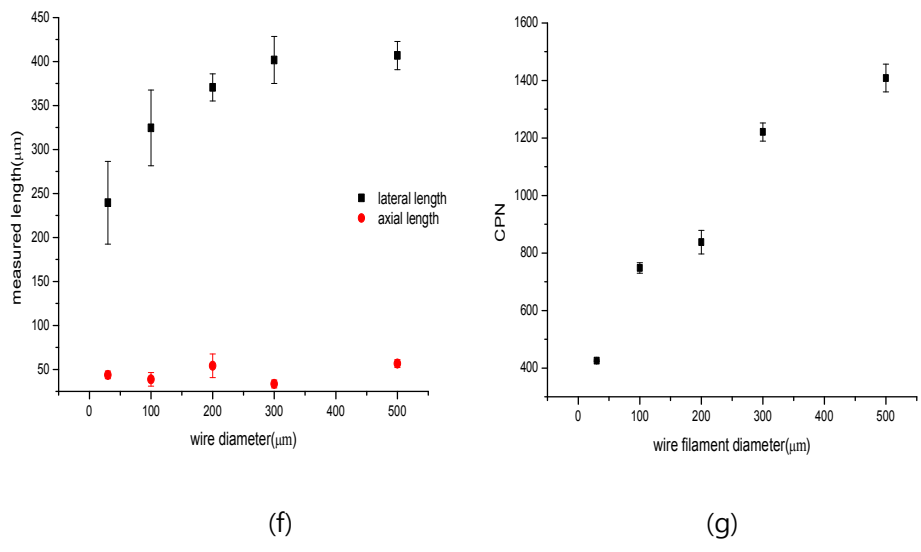 450
400
350
300
250
200
150
100
50
0 100 200 300 400 500
measured length(μm)
wire diameter(μm)
lateral length
axial length
(f)
1400
1200
1000
800
600
400
0 100 200 300 400 500
CPN
wire filament diameter(μm)
(g)